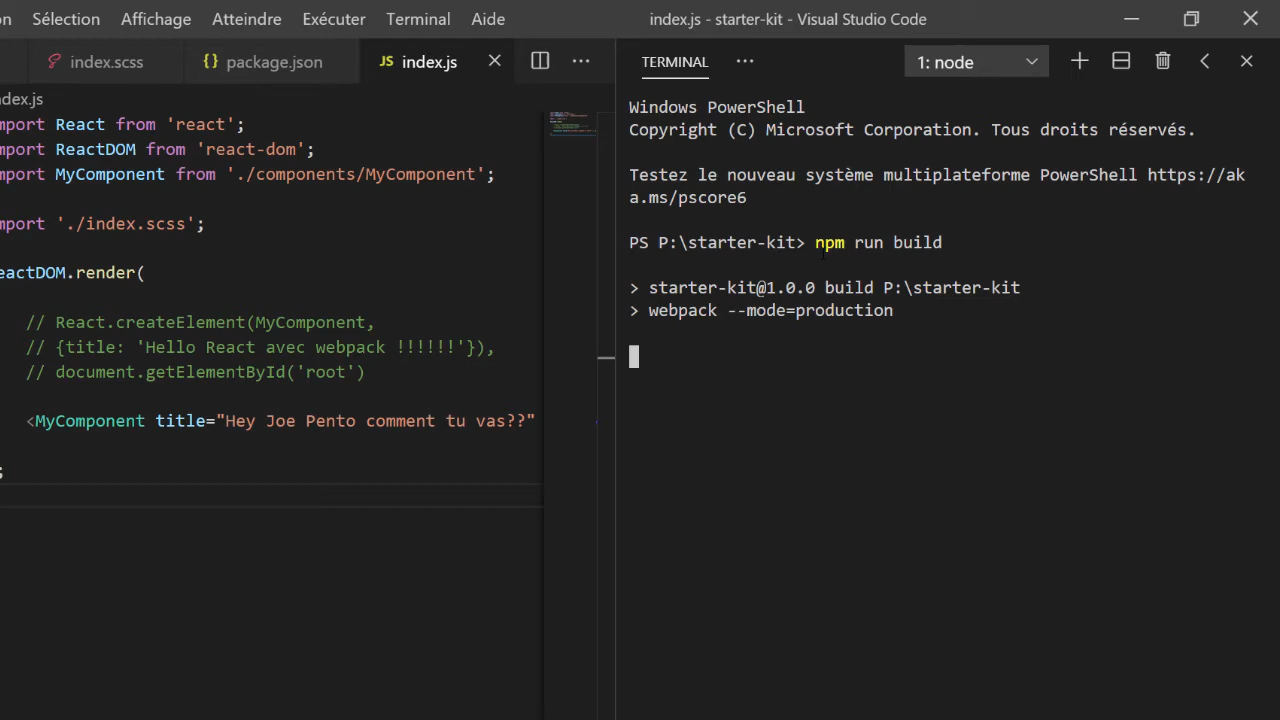 on Sélection Affichage Atteindre Exécuter Terminal Aide index.js - starter-kit - Visual Studio Code
index.scss {} package.json JS index.js
TERMINAL 1: node
ndex.js
mport React from 'react';
mport ReactDOM from 'react-dom';
mport MyComponent from './components/MyComponent';
mport './index.scss';
eactDOM.render(
// React.createElement(MyComponent,
// {title: 'Hello React avec webpack !!!!!!'}),
// document.getElementById('root')
<MyComponent title="Hey Joe Pento comment tu vas??"
;
Windows PowerShell
Copyright (C) Microsoft Corporation. Tous droits réservés.
Testez le nouveau système multiplateforme PowerShell https://ak
a.ms/pscore6
PS P:\starter-kit> npm run build
> starter-kit@1.0.0 build P:\starter-kit
> webpack --mode=production